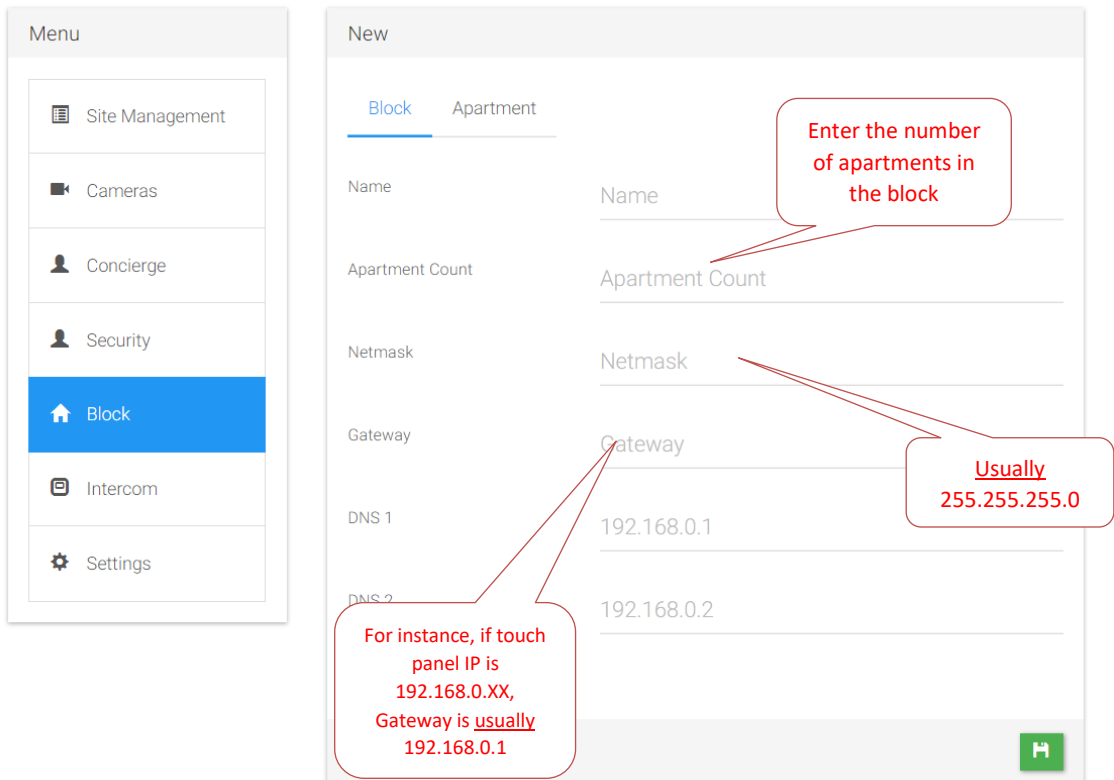 Menu
Site Management
Cameras
Concierge
Security
Block
Intercom
Settings
New
Block Apartment
Enter the number
of apartments in
the block
Name
Name
Apartment Count
Apartment Count
Netmask
Netmask
Usually
255.255.255.0
Gateway
Gateway
DNS 1
192.168.0.1
DNS 2
192.168.0.2
For instance, if touch
panel IP is
192.168.0.XX,
Gateway is usually
192.168.0.1